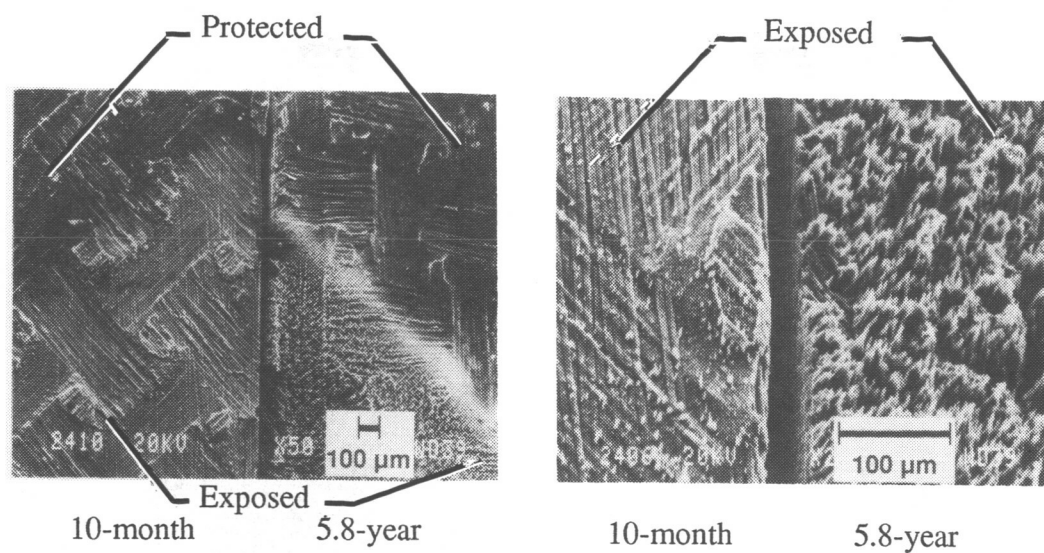 Protected
Exposed
2410 20KV X50
100 µm
Exposed
10-month 5.8-year
20KV
100 µm
10-month 5.8-year